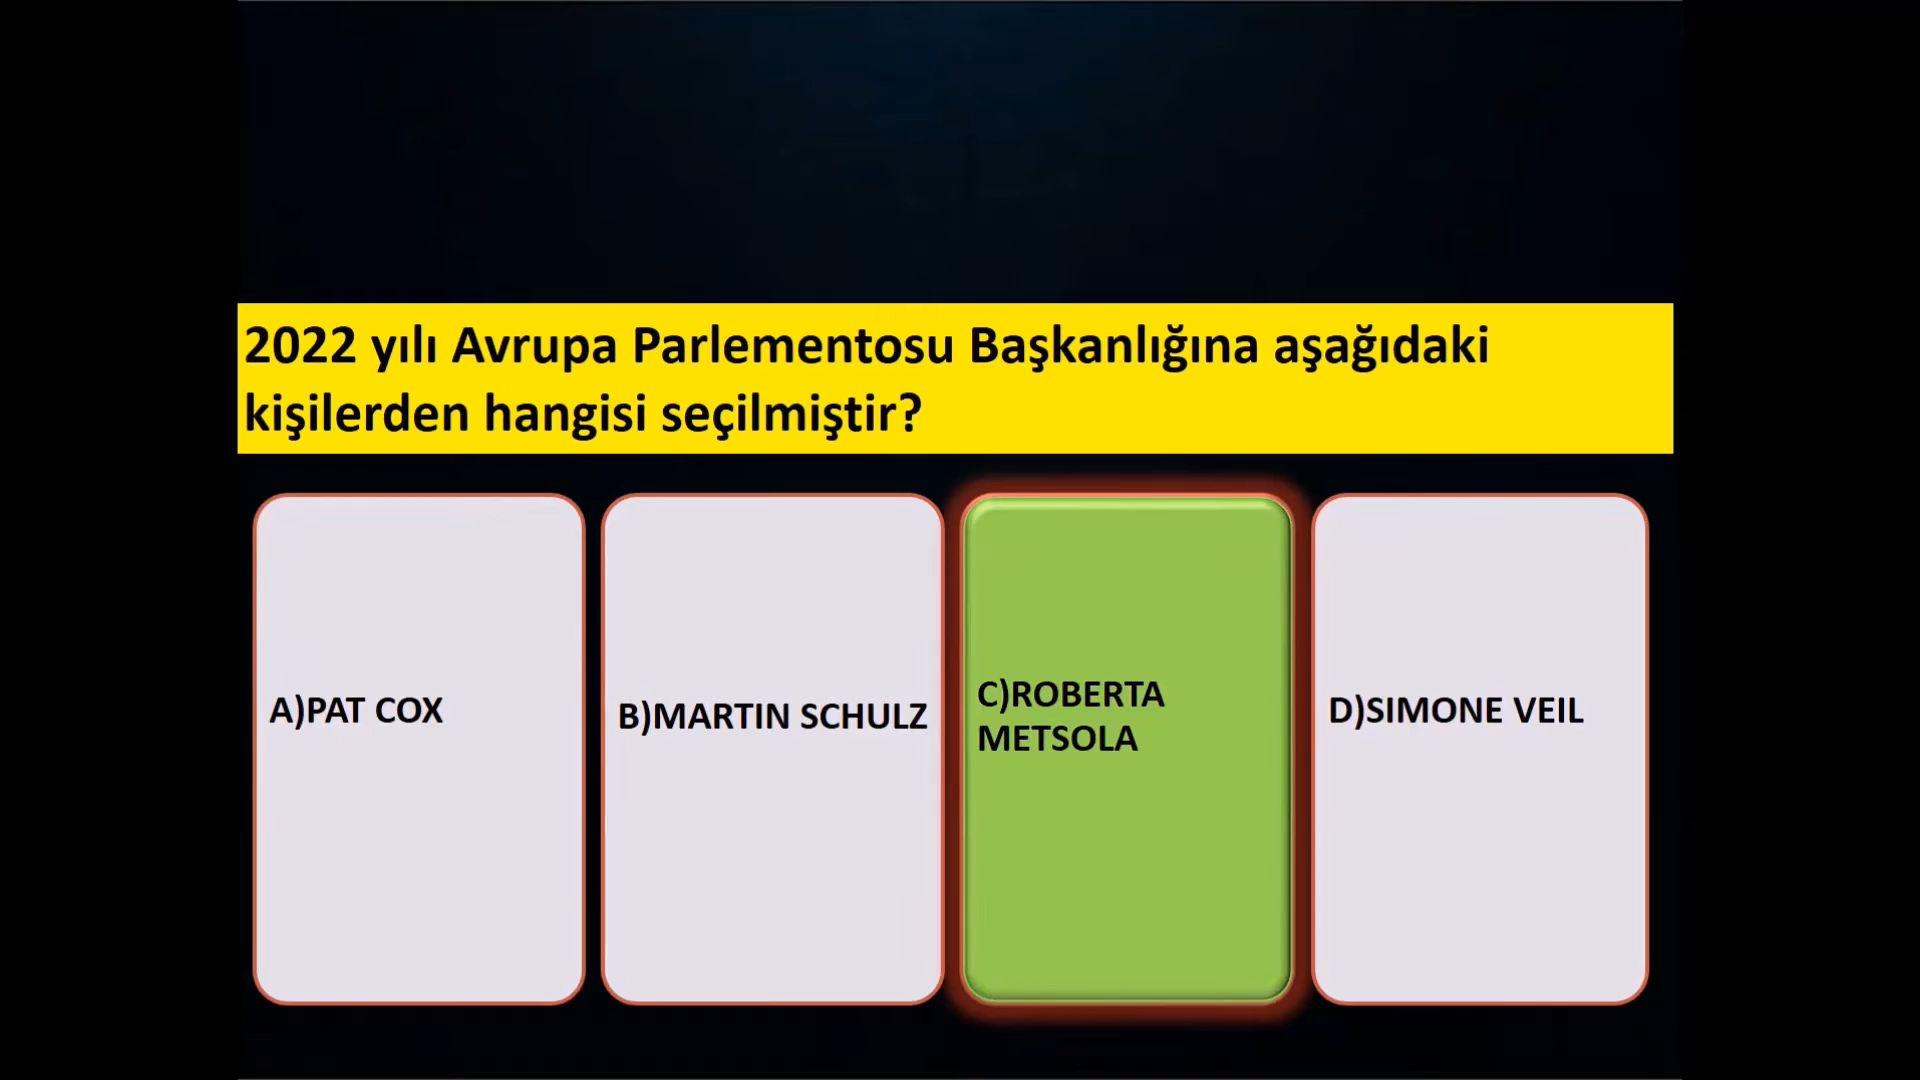 2022 yılı Avrupa Parlementosu Başkanlığına aşağıdaki
kişilerden hangisi seçilmiştir?
A)PAT COX
B)MARTIN SCHULZ
C)ROBERTA
METSOLA
D)SIMONE VEIL